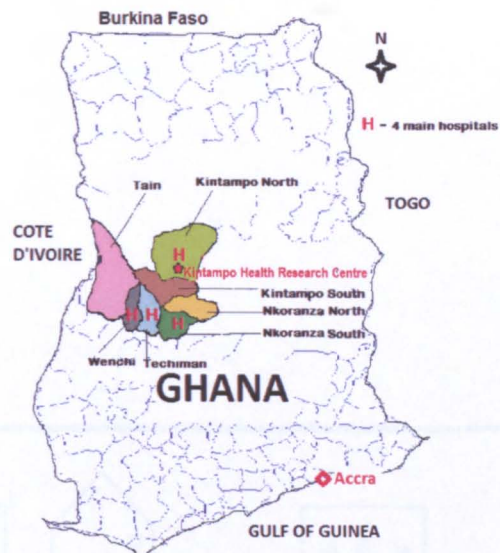 Burkina Faso
N
H - 4 main hospitals
Tain
Kintampo North
TOGO
COTE
D'IVOIRE
H
Kintampo Health Research Centre
Kintampo South
Nkoranza North
H H H
Nkoranza South
Wenchi Techiman
GHANA
Accra
GULF OF GUINEA